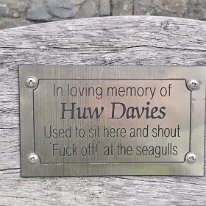 In loving memory of
Huw Davies
Used to sit here and shout
'Fuck off!' at the seagulls